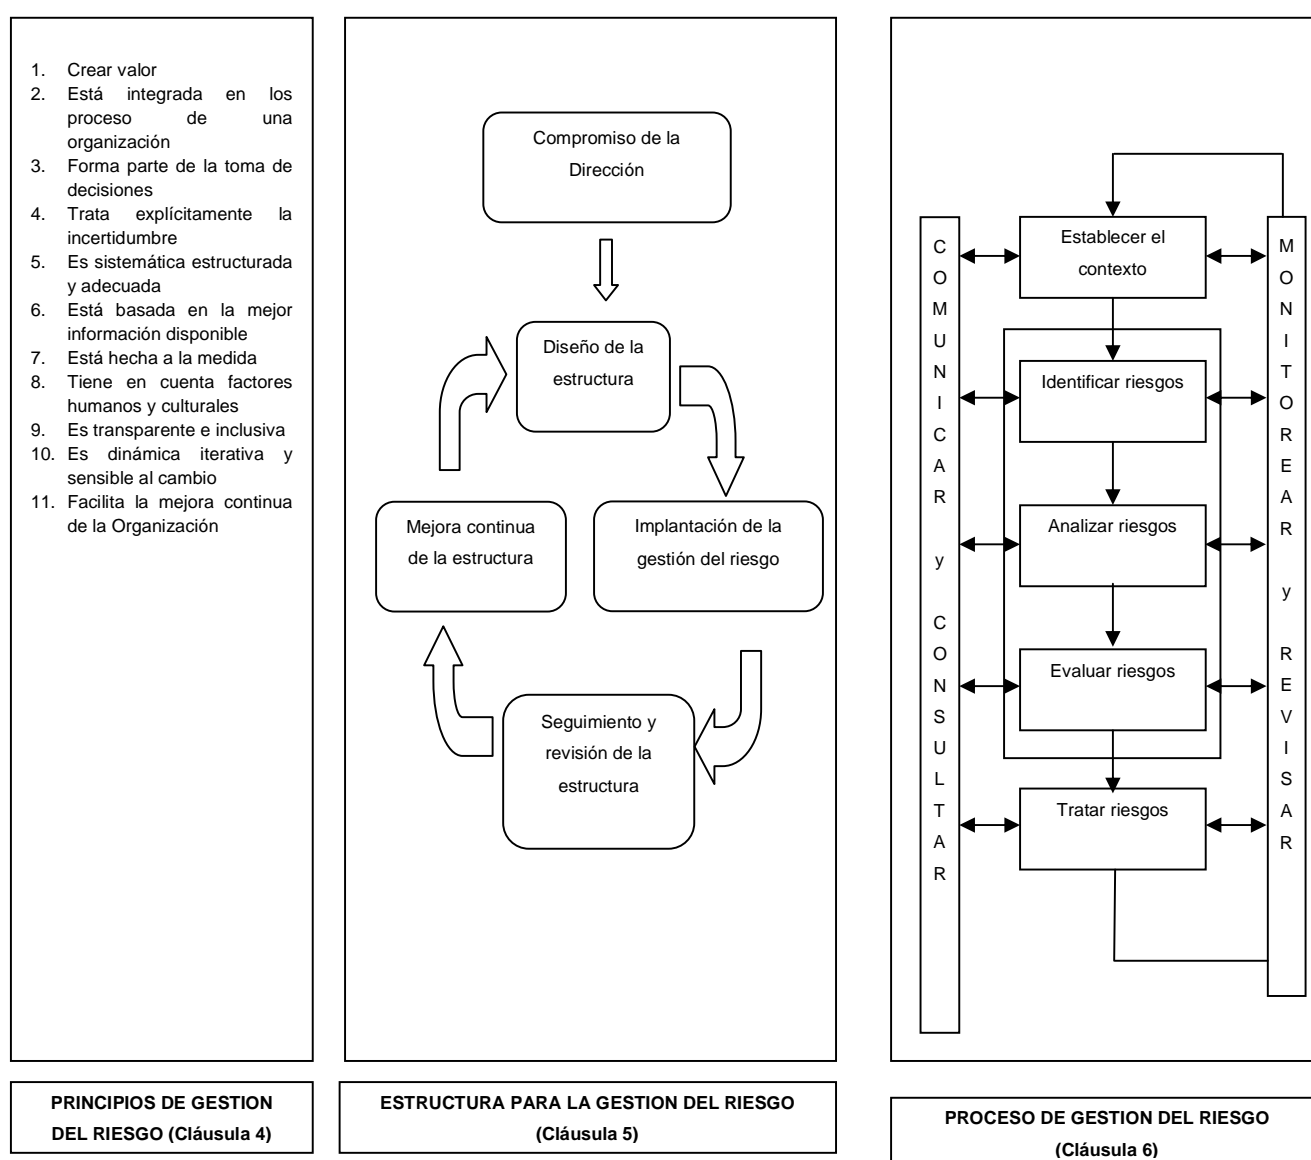 1. Crear valor
2. Está integrada en los
proceso de una
organización
3. Forma parte de la toma de
decisiones
4. Trata explícitamente la
incertidumbre
5. Es sistemática estructurada
y adecuada
6. Está basada en la mejor
información disponible
7. Está hecha a la medida
8. Tiene en cuenta factores
humanos y culturales
9. Es transparente e inclusiva
10. Es dinámica iterativa y
sensible al cambio
11. Facilita la mejora continua
de la Organización
PRINCIPIOS DE GESTION
DEL RIESGO (Cláusula 4)
Compromiso de la
Dirección
Diseño de la
estructura
Mejora continua
de la estructura
Implantación de la
gestión del riesgo
Seguimiento y
revisión de la
estructura
ESTRUCTURA PARA LA GESTION DEL RIESGO
(Cláusula 5)
COMUNICAR y CONSULTAR
Establecer el
contexto
Identificar riesgos
Analizar riesgos
Evaluar riesgos
Tratar riesgos
MONITOREAR y REVISAR
PROCESO DE GESTION DEL RIESGO
(Cláusula 6)